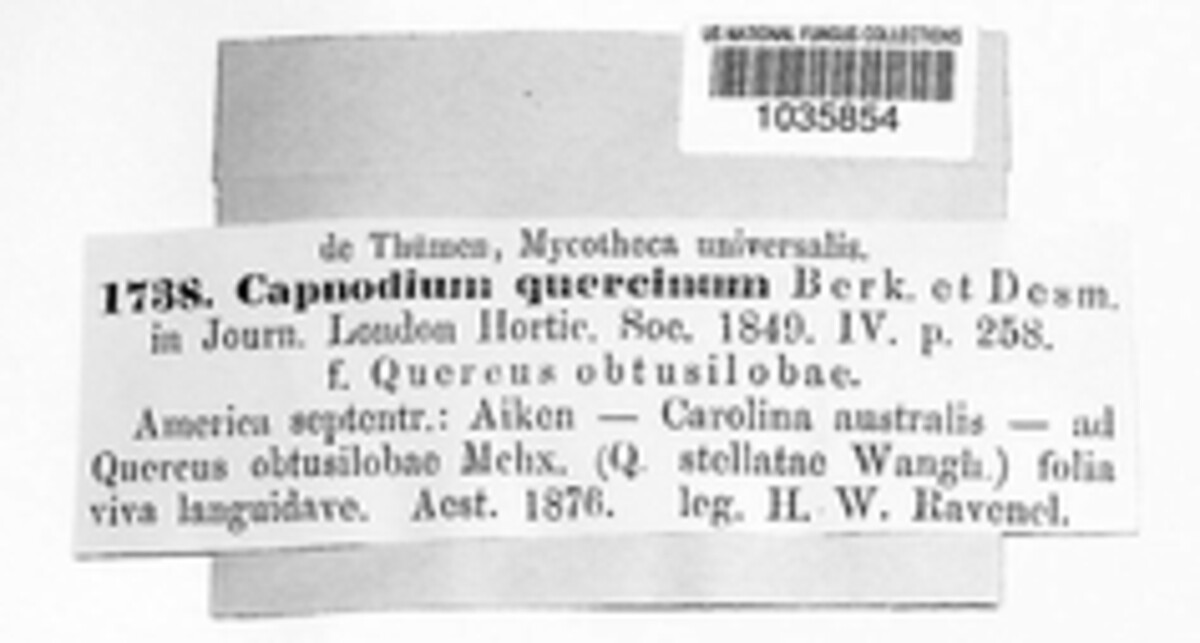 US NATIONAL FUNGUS COLLECTIONS
1035854
de Thümen, Mycotheca universalis.
1738. Capnodium quercinum Berk. et Desm.
in Journ. London Hortic. Soc. 1849. IV. p. 258.
f. Quercus obtusilobae.
America septentr.: Aiken — Carolina australis — ad
Quercus obtusilobae Mchx. (Q. stellatae Wangh.) folia
viva languidave. Aest. 1876. leg. H. W. Ravenel.